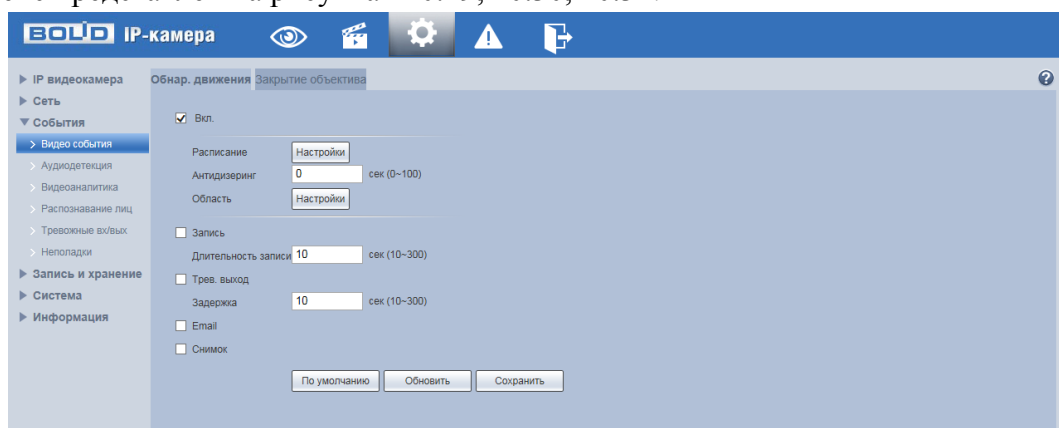 BOLID IP-камера
IP видеокамера
Сеть
События
Видео события
Аудиодетекция
Видеоаналитика
Распознавание лиц
Тревожные вх/вых
Неполадки
Запись и хранение
Система
Информация
Обнар. движения Закрытие объектива
Вкл.
Расписание Настройки
Антидизеринг 0 сек (0~100)
Область Настройки
Запись
Длительность записи 10 сек (10~300)
Трев. выход
Задержка 10 сек (10~300)
Email
Снимок
По умолчанию Обновить Сохранить